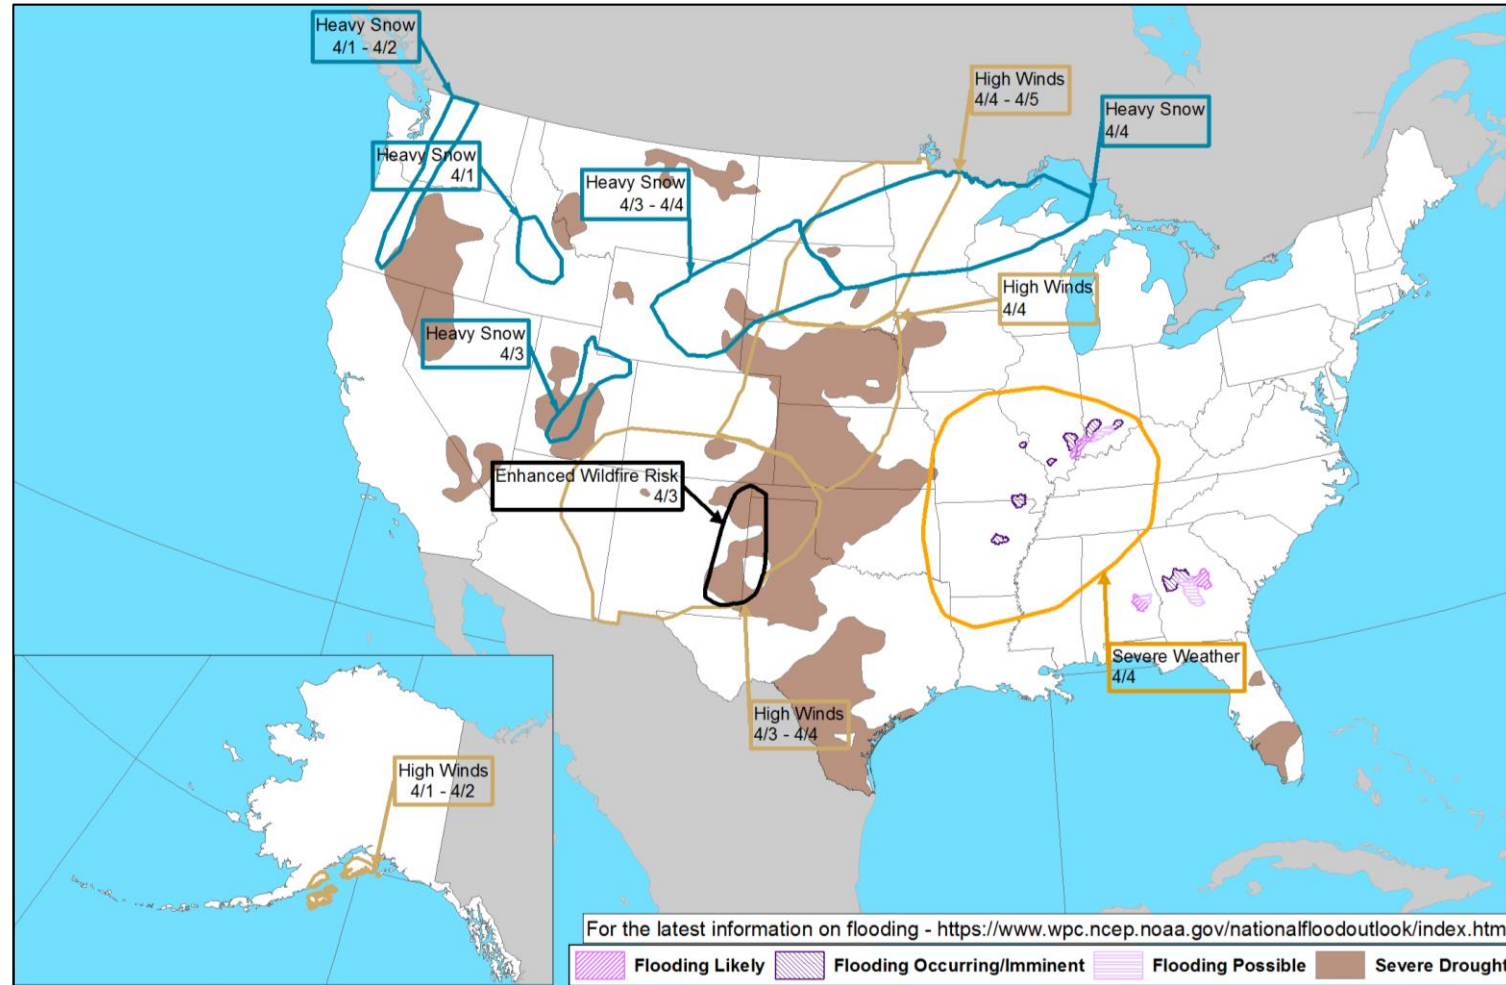 Heavy Snow
4/1 - 4/2
High Winds
4/4 - 4/5
Heavy Snow
4/4
Heavy Snow
4/1
Heavy Snow
4/3 - 4/4
High Winds
4/4
Heavy Snow
4/3
Enhanced Wildfire Risk
4/3
Severe Weather
4/4
High Winds
4/3 - 4/4
High Winds
4/1 - 4/2
For the latest information on flooding - https://www.wpc.ncep.noaa.gov/nationalfloodoutlook/index.htm
Flooding Likely Flooding Occurring/Imminent Flooding Possible Severe Drought